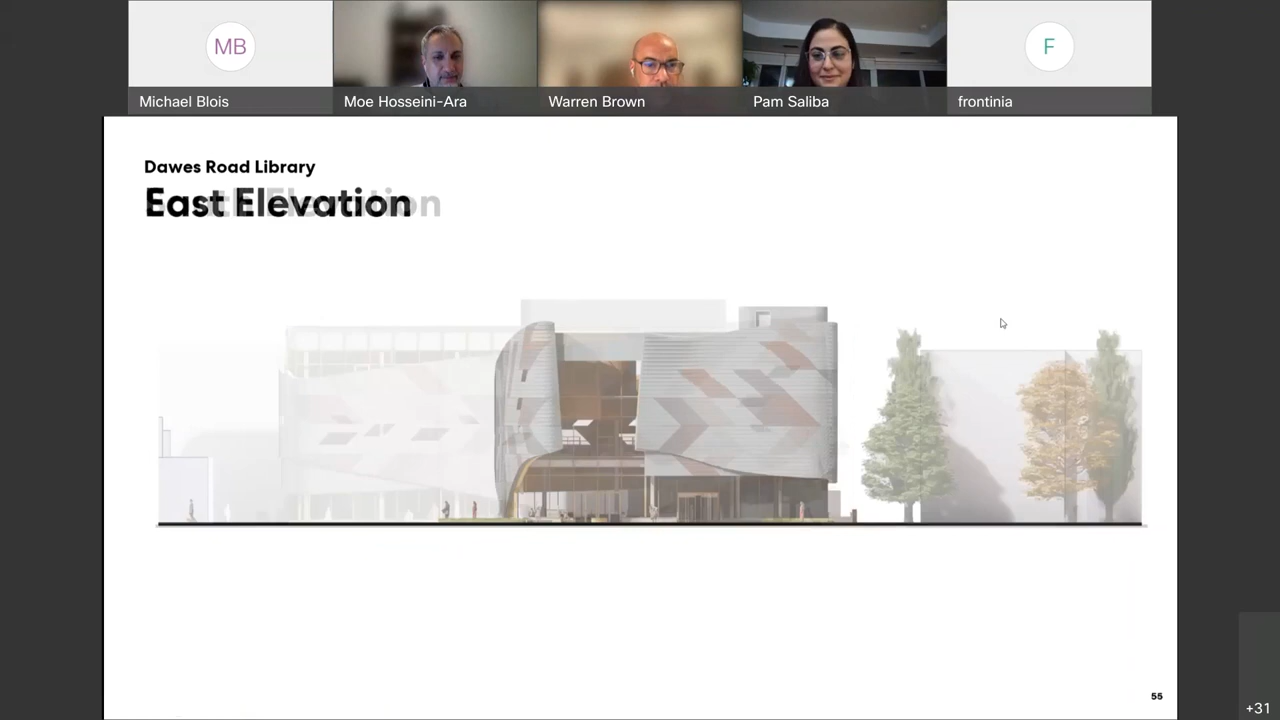 MB
F
Michael Blois
Moe Hosseini-Ara
Warren Brown
Pam Saliba
frontinia
Dawes Road Library
East Elevation
55
+31